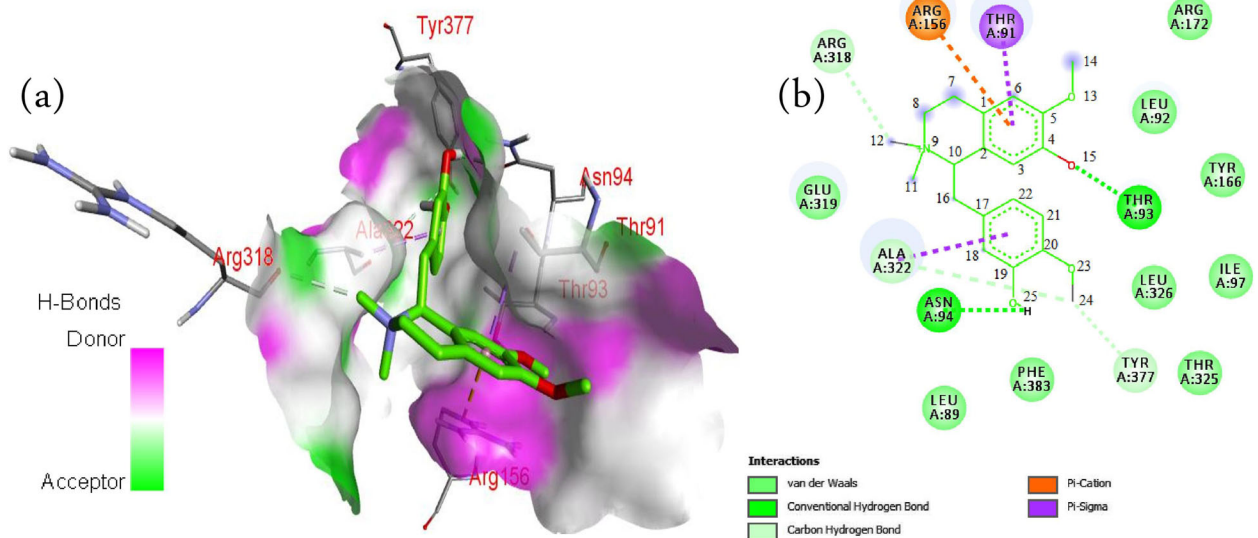 (a)
Tyr377
Asn94
Thr91
Thr93
Arg318
Arg156
H-Bonds
Donor
Acceptor
(b)
ARG
A:156
THR
A:91
ARG
A:172
ARG
A:318
14
7
6
13
8
1
5
LEU
A:92
12
N
9
10
2
4
3
O
15
11
16
GLU
A:319
22
THR
A:93
TYR
A:166
17
21
18
20
ALA
A:322
19
23
O
25
24
H
ASN
A:94
LEU
A:326
ILE
A:97
PHE
A:383
TYR
A:377
THR
A:325
LEU
A:89
Interactions
van der Waals
Conventional Hydrogen Bond
Carbon Hydrogen Bond
Pi-Cation
Pi-Sigma